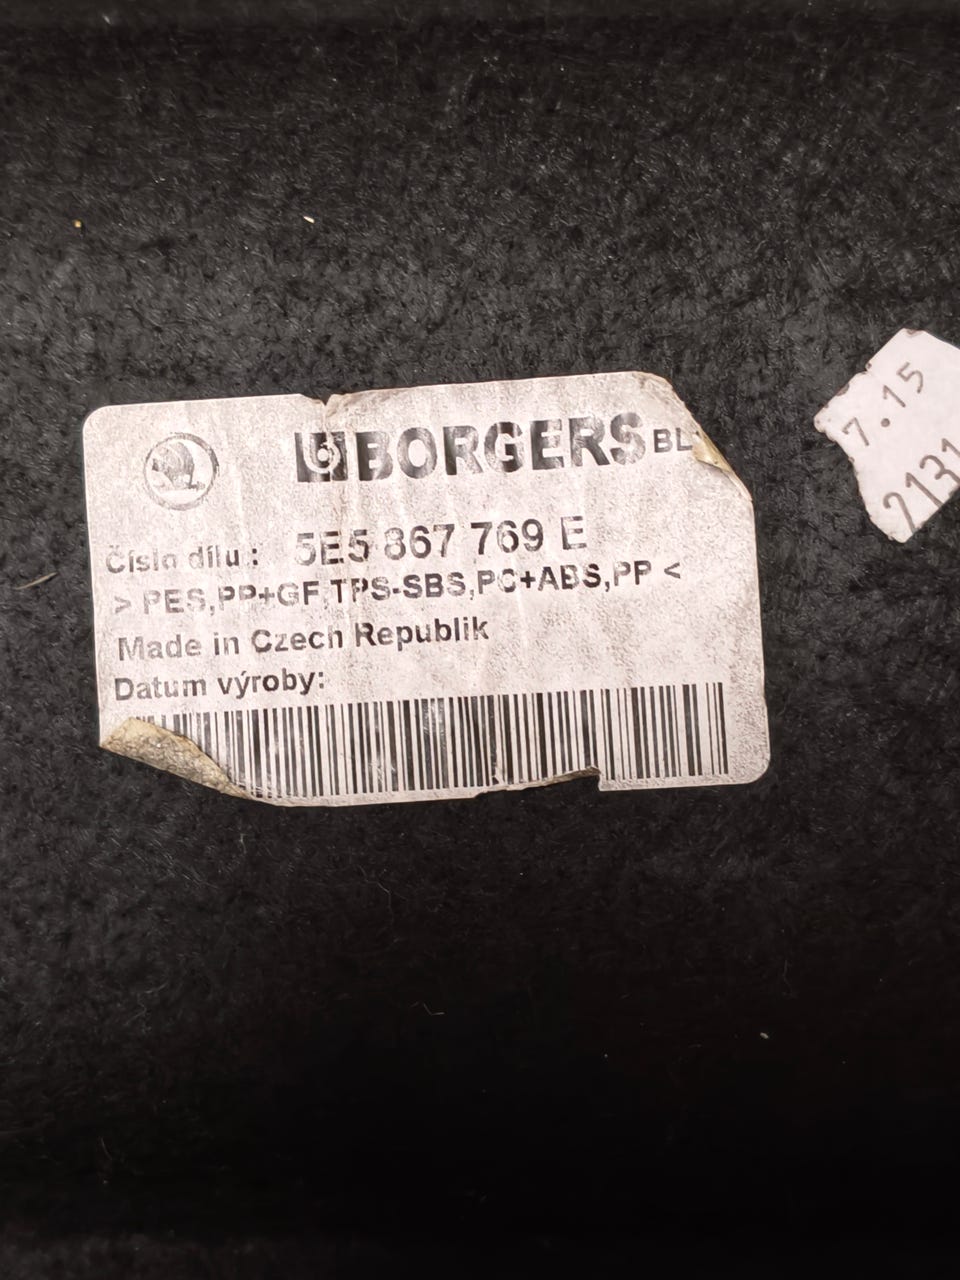 BORGERS BL
Číslo dílu: 5E5 867 769 E
> PES,PP+GF,TPS-SBS,PC+ABS,PP <
Made in Czech Republik
Datum výroby:
7.15
2131